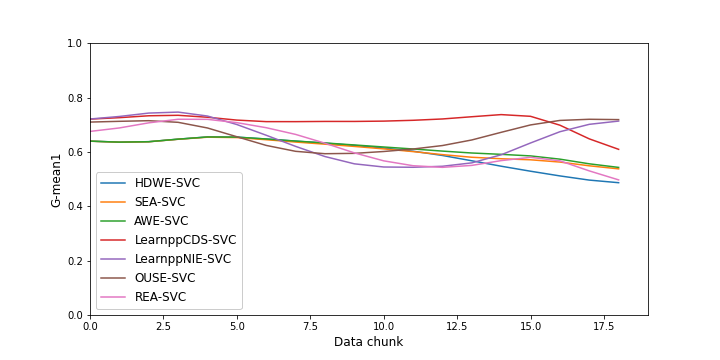 1.0
0.8
0.6
0.4
0.2
0.0
G-mean1
HDWE-SVC
SEA-SVC
AWE-SVC
LearnppCDS-SVC
LearnppNIE-SVC
OUSE-SVC
REA-SVC
0.0 2.5 5.0 7.5 10.0 12.5 15.0 17.5
Data chunk